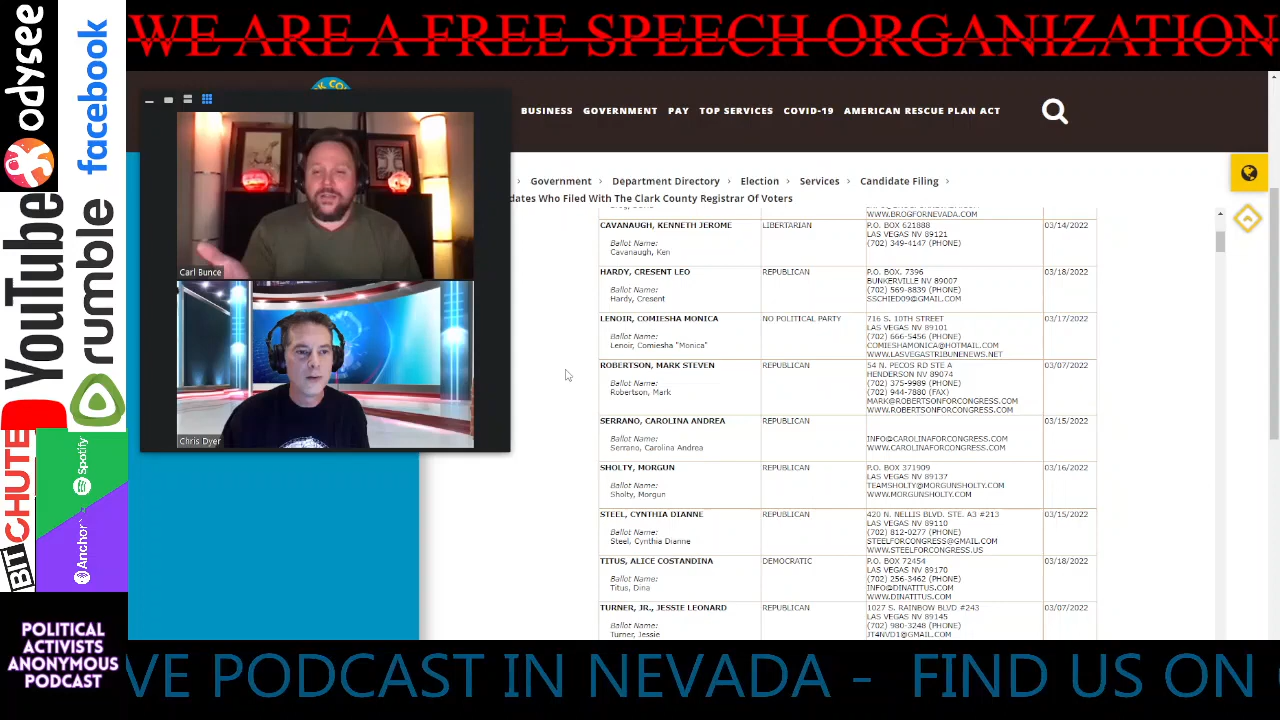 WE ARE A FREE SPEECH ORGANIZATION
odysee
facebook
YouTube
rumble
BITCHUTE
Spotify
Anchor
POLITICAL
ACTIVISTS
ANONYMOUS
PODCAST
BUSINESS GOVERNMENT PAY TOP SERVICES COVID-19 AMERICAN RESCUE PLAN ACT
› Government › Department Directory › Election › Services › Candidate Filing ›
dates Who Filed With The Clark County Registrar Of Voters
Carl Bunce
Chris Dyer
WWW.BROGFORNEVADA.COM
CAVANAUGH, KENNETH JEROME LIBERTARIAN P.O. BOX 621888 03/14/2022
LAS VEGAS NV 89121
Ballot Name: (702) 349-4147 (PHONE)
Cavanaugh, Ken
HARDY, CRESENT LEO REPUBLICAN P.O. BOX. 7396 03/18/2022
BUNKERVILLE NV 89007
Ballot Name: (702) 569-8839 (PHONE)
Hardy, Cresent SSCHIED09@GMAIL.COM
LENOIR, COMIESHA MONICA NO POLITICAL PARTY 716 S. 10TH STREET 03/17/2022
LAS VEGAS NV 89101
Ballot Name: (702) 666-5456 (PHONE)
Lenoir, Comiesha "Monica" COMIESHAMONICA@HOTMAIL.COM
WWW.LASVEGASTRIBUNENEWS.NET
ROBERTSON, MARK STEVEN REPUBLICAN 54 N. PECOS RD STE A 03/07/2022
HENDERSON NV 89074
Ballot Name: (702) 375-9989 (PHONE)
Robertson, Mark (702) 944-7880 (FAX)
MARK@ROBERTSONFORCONGRESS.COM
WWW.ROBERTSONFORCONGRESS.COM
SERRANO, CAROLINA ANDREA REPUBLICAN 03/15/2022
Ballot Name: INFO@CAROLINAFORCONGRESS.COM
Serrano, Carolina Andrea WWW.CAROLINAFORCONGRESS.COM
SHOLTY, MORGUN REPUBLICAN P.O. BOX 371909 03/16/2022
LAS VEGAS NV 89137
Ballot Name: TEAMSHOLTY@MORGUNSHOLTY.COM
Sholty, Morgun WWW.MORGUNSHOLTY.COM
STEEL, CYNTHIA DIANNE REPUBLICAN 420 N. NELLIS BLVD. STE. A3 #213 03/15/2022
LAS VEGAS NV 89110
Ballot Name: (702) 812-0277 (PHONE)
Steel, Cynthia Dianne STEELFORCONGRESS@GMAIL.COM
WWW.STEELFORCONGRESS.US
TITUS, ALICE COSTANDINA DEMOCRATIC P.O. BOX 72454 03/18/2022
LAS VEGAS NV 89170
Ballot Name: (702) 256-3462 (PHONE)
Titus, Dina INFO@DINATITUS.COM
WWW.DINATITUS.COM
TURNER, JR., JESSIE LEONARD REPUBLICAN 1027 S. RAINBOW BLVD #243 03/07/2022
LAS VEGAS NV 89145
Ballot Name: (702) 980-3248 (PHONE)
Turner, Jessie JT4NVD1@GMAIL.COM
VE PODCAST IN NEVADA - FIND US ON